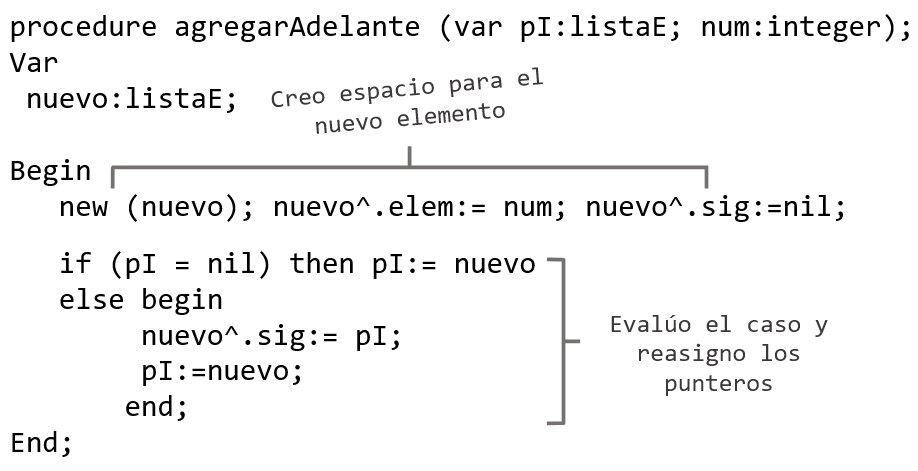 procedure agregarAdelante (var pI:listaE; num:integer);
Var
nuevo:listaE;
Creo espacio para el
nuevo elemento
Begin
new (nuevo); nuevo^.elem:= num; nuevo^.sig:=nil;
if (pI = nil) then pI:= nuevo
else begin
nuevo^.sig:= pI;
pI:=nuevo;
end;
Evalúo el caso y
reasigno los
punteros
End;